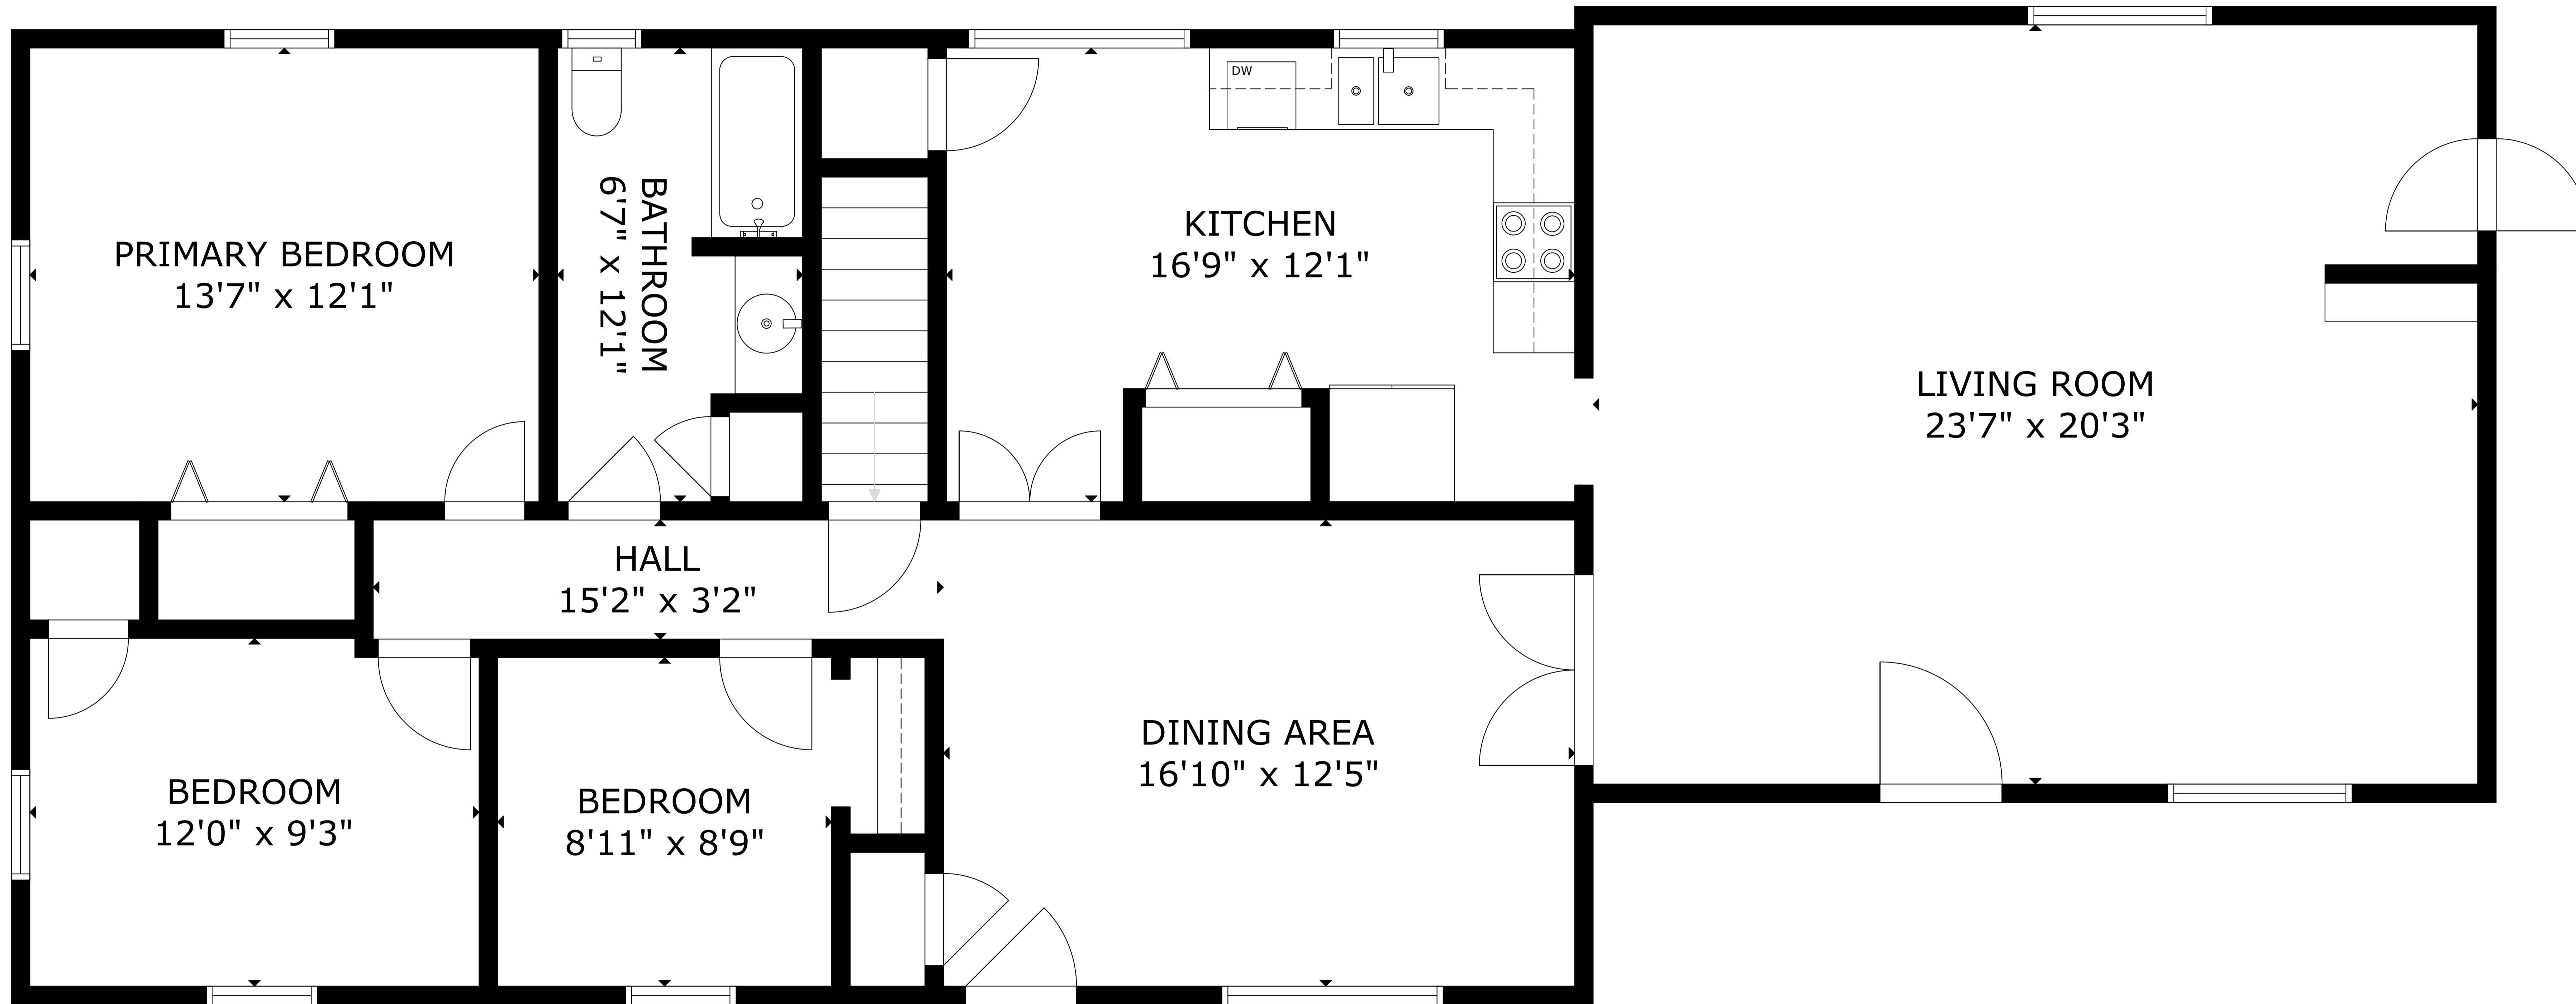 DW
PRIMARY BEDROOM
13'7" x 12'1"
BATHROOM
6'7" x 12'1"
KITCHEN
16'9" x 12'1"
LIVING ROOM
23'7" x 20'3"
HALL
15'2" x 3'2"
DINING AREA
16'10" x 12'5"
BEDROOM
12'0" x 9'3"
BEDROOM
8'11" x 8'9"